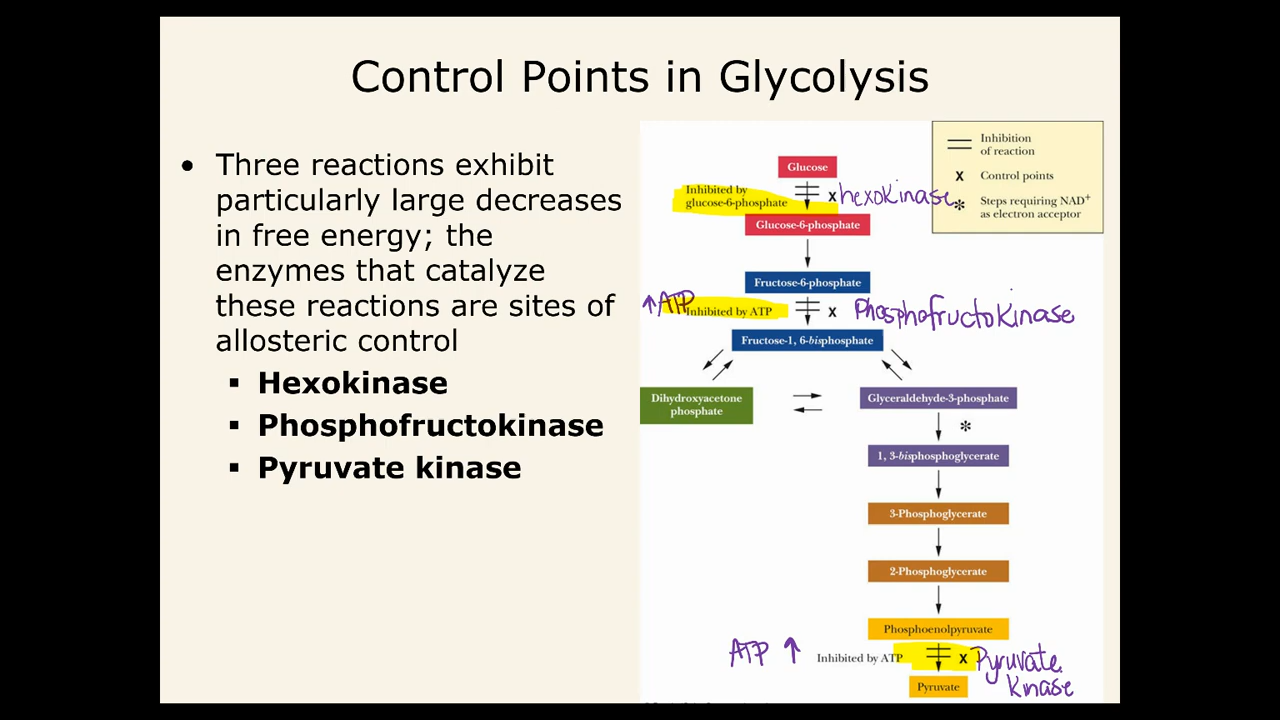 Control Points in Glycolysis
• Three reactions exhibit
particularly large decreases
in free energy; the
enzymes that catalyze
these reactions are sites of
allosteric control
▪ Hexokinase
▪ Phosphofructokinase
▪ Pyruvate kinase
Inhibition
of reaction
x Control points
* Steps requiring NAD+
as electron acceptor
Glucose
Inhibited by
glucose-6-phosphate
x hexokinase
Glucose-6-phosphate
Fructose-6-phosphate
↑ATP
Inhibited by ATP
x Phosphofructokinase
Fructose-1, 6-bisphosphate
Dihydroxyacetone
phosphate
Glyceraldehyde-3-phosphate
*
1, 3-bisphosphoglycerate
3-Phosphoglycerate
2-Phosphoglycerate
Phosphoenolpyruvate
ATP ↑
Inhibited by ATP
x Pyruvate
kinase
Pyruvate